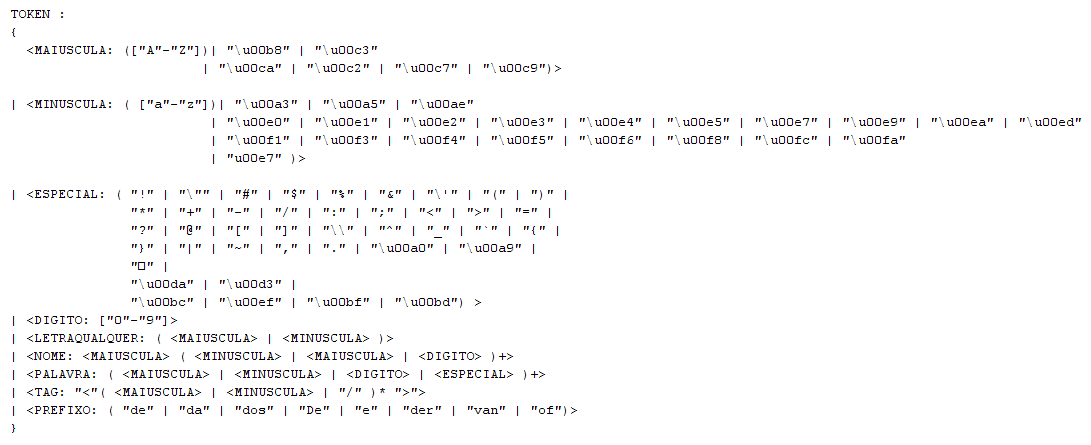 TOKEN :
{
<MAIUSCULA: (["A"-"Z"])| "\u00b8" | "\u00c3"
| "\u00ca" | "\u00c2" | "\u00c7" | "\u00c9")>
| <MINUSCULA: ( ["a"-"z"])| "\u00a3" | "\u00a5" | "\u00ae"
| "\u00e0" | "\u00e1" | "\u00e2" | "\u00e3" | "\u00e4" | "\u00e5" | "\u00e7" | "\u00e9" | "\u00ea" | "\u00ed"
| "\u00f1" | "\u00f3" | "\u00f4" | "\u00f5" | "\u00f6" | "\u00f8" | "\u00fc" | "\u00fa"
| "u00e7" )>
| <ESPECIAL: ( "!" | "\"" | "#" | "$" | "%" | "&" | "\'" | "(" | ")" |
"*" | "+" | "-" | "/" | ":" | ";" | "<" | ">" | "=" |
"?" | "@" | "[" | "]" | "\\" | "^" | "_" | "`" | "{" |
"}" | "|" | "~" | "," | "." | "\u00a0" | "\u00a9" |
"□" |
"\u00da" | "\u00d3" |
"\u00bc" | "\u00ef" | "\u00bf" | "\u00bd") >
| <DIGITO: ["0"-"9"]>
| <LETRAQUALQUER: ( <MAIUSCULA> | <MINUSCULA> )>
| <NOME: <MAIUSCULA> ( <MINUSCULA> | <MAIUSCULA> | <DIGITO> )+>
| <PALAVRA: ( <MAIUSCULA> | <MINUSCULA> | <DIGITO> | <ESPECIAL> )+>
| <TAG: "<"( <MAIUSCULA> | <MINUSCULA> | "/" )* ">">
| <PREFIXO: ( "de" | "da" | "dos" | "De" | "e" | "der" | "van" | "of")>
}